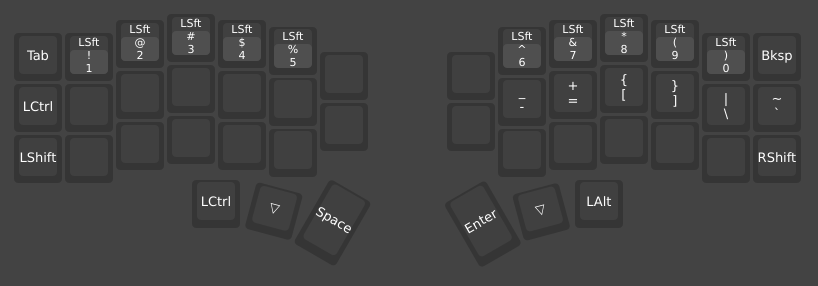 Tab LSft ! 1 LSft @ 2 LSft # 3 LSft $ 4 LSft % 5 LSft ^ 6 LSft & 7 LSft * 8 LSft ( 9 LSft ) 0 Bksp
LCtrl _ - + = { [ } ] | \ ~ `
LShift RShift
LCtrl ▽ Space Enter ▽ LAlt